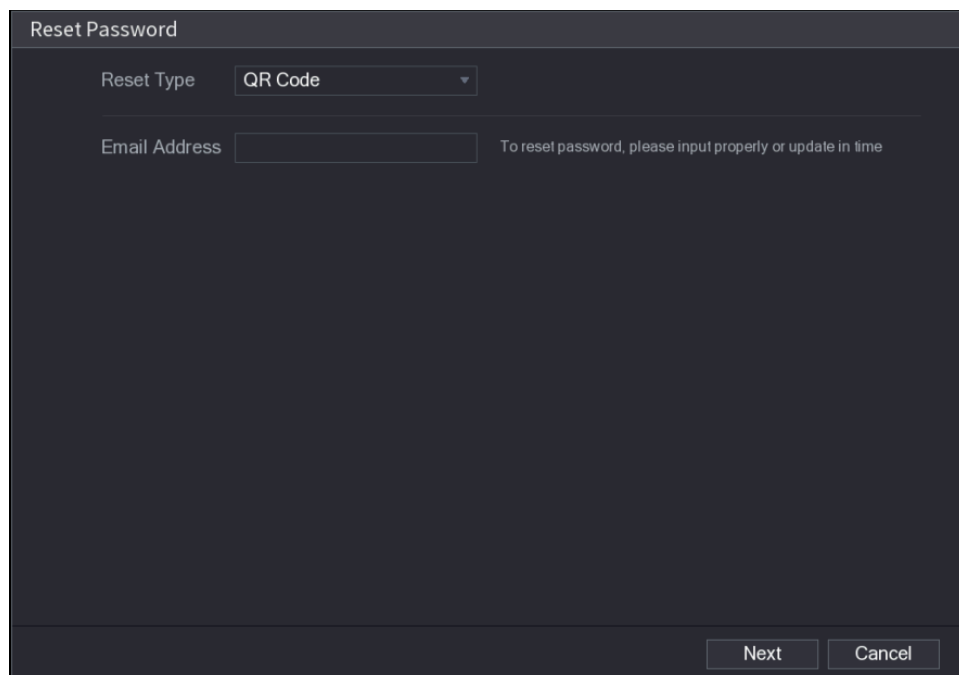 Reset Password
Reset Type QR Code
Email Address To reset password, please input properly or update in time
Next Cancel